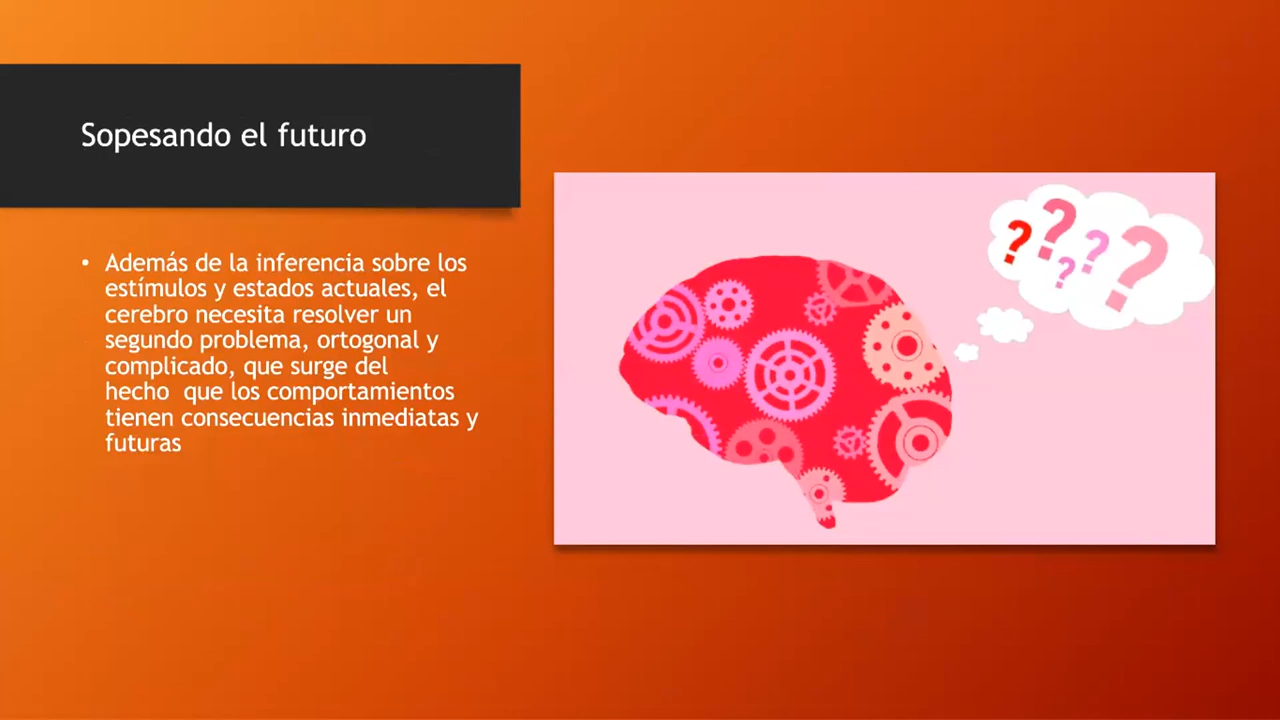 Sopesando el futuro
• Además de la inferencia sobre los
estímulos y estados actuales, el
cerebro necesita resolver un
segundo problema, ortogonal y
complicado, que surge del
hecho  que los comportamientos
tienen consecuencias inmediatas y
futuras
? ? ? ? ?